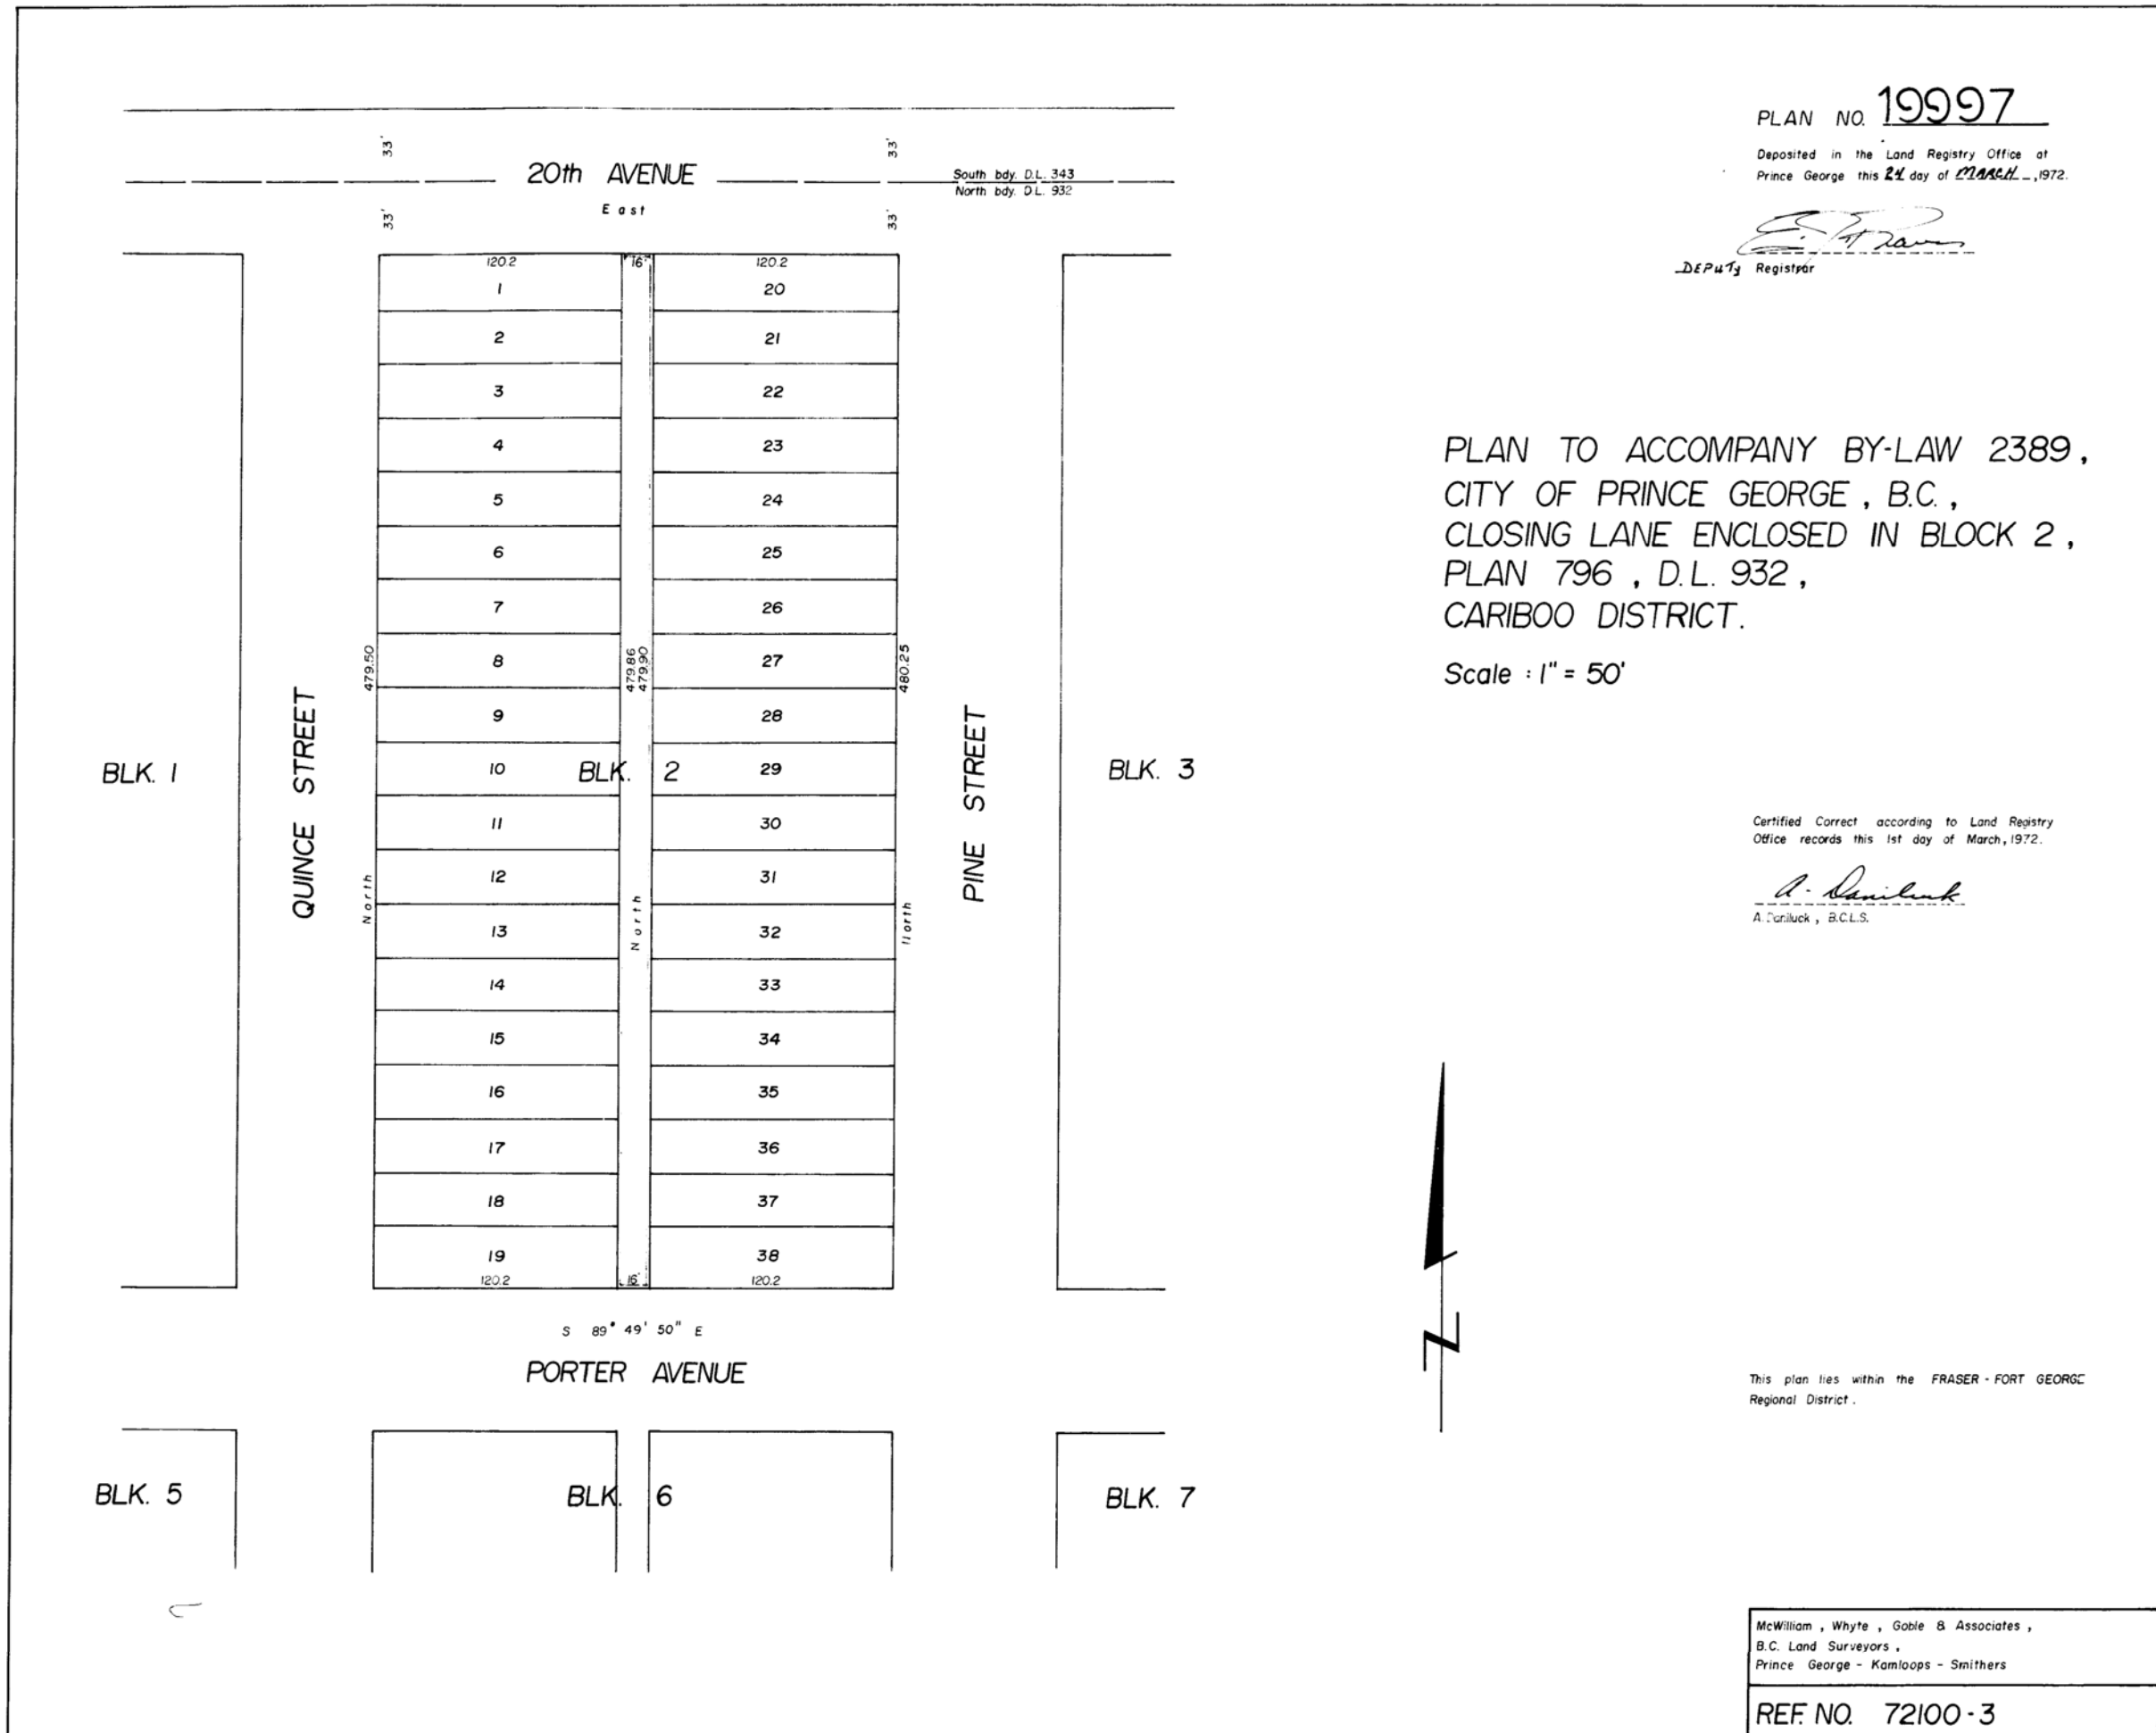 PLAN NO. 19997
Deposited in the Land Registry Office at
Prince George this 24 day of MARCH, 1972.
DEPUTY Registrar
33'
33'
20th AVENUE
South bdy. D.L. 343
North bdy. D.L. 932
East
33'
33'
120.2
16'
120.2
1
20
2
21
3
22
4
23
5
24
6
25
7
26
8
27
479.50
479.86
479.90
480.25
9
28
10
BLK. 2
29
11
30
12
31
13
32
14
33
15
34
16
35
17
36
18
37
19
38
120.2
16'
120.2
North
North
North
QUINCE STREET
PINE STREET
BLK. 1
BLK. 3
S 89° 49' 50" E
PORTER AVENUE
BLK. 5
BLK. 6
BLK. 7
PLAN TO ACCOMPANY BY-LAW 2389,
CITY OF PRINCE GEORGE, B.C.,
CLOSING LANE ENCLOSED IN BLOCK 2,
PLAN 796, D.L. 932,
CARIBOO DISTRICT.
Scale : 1" = 50'
Certified Correct according to Land Registry
Office records this 1st day of March, 1972.
A. Daniluck
A. Daniluck, B.C.L.S.
N
This plan lies within the FRASER - FORT GEORGE
Regional District.
McWilliam, Whyte, Goble & Associates,
B.C. Land Surveyors,
Prince George - Kamloops - Smithers
REF. NO. 72100-3